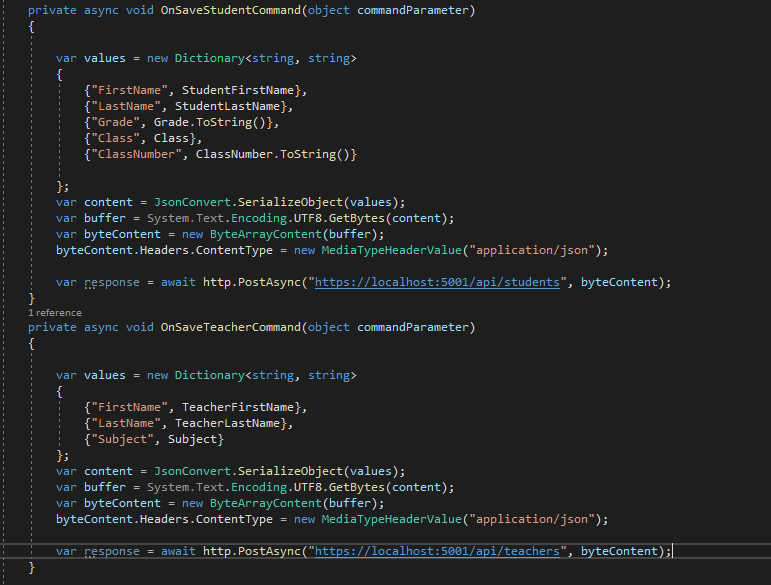 private async void OnSaveStudentCommand(object commandParameter)
{
var values = new Dictionary<string, string>
{
{"FirstName", StudentFirstName},
{"LastName", StudentLastName},
{"Grade", Grade.ToString()},
{"Class", Class},
{"ClassNumber", ClassNumber.ToString()}
};
var content = JsonConvert.SerializeObject(values);
var buffer = System.Text.Encoding.UTF8.GetBytes(content);
var byteContent = new ByteArrayContent(buffer);
byteContent.Headers.ContentType = new MediaTypeHeaderValue("application/json");
var response = await http.PostAsync("https://localhost:5001/api/students", byteContent);
}
1 reference
private async void OnSaveTeacherCommand(object commandParameter)
{
var values = new Dictionary<string, string>
{
{"FirstName", TeacherFirstName},
{"LastName", TeacherLastName},
{"Subject", Subject}
};
var content = JsonConvert.SerializeObject(values);
var buffer = System.Text.Encoding.UTF8.GetBytes(content);
var byteContent = new ByteArrayContent(buffer);
byteContent.Headers.ContentType = new MediaTypeHeaderValue("application/json");
var response = await http.PostAsync("https://localhost:5001/api/teachers", byteContent);
}